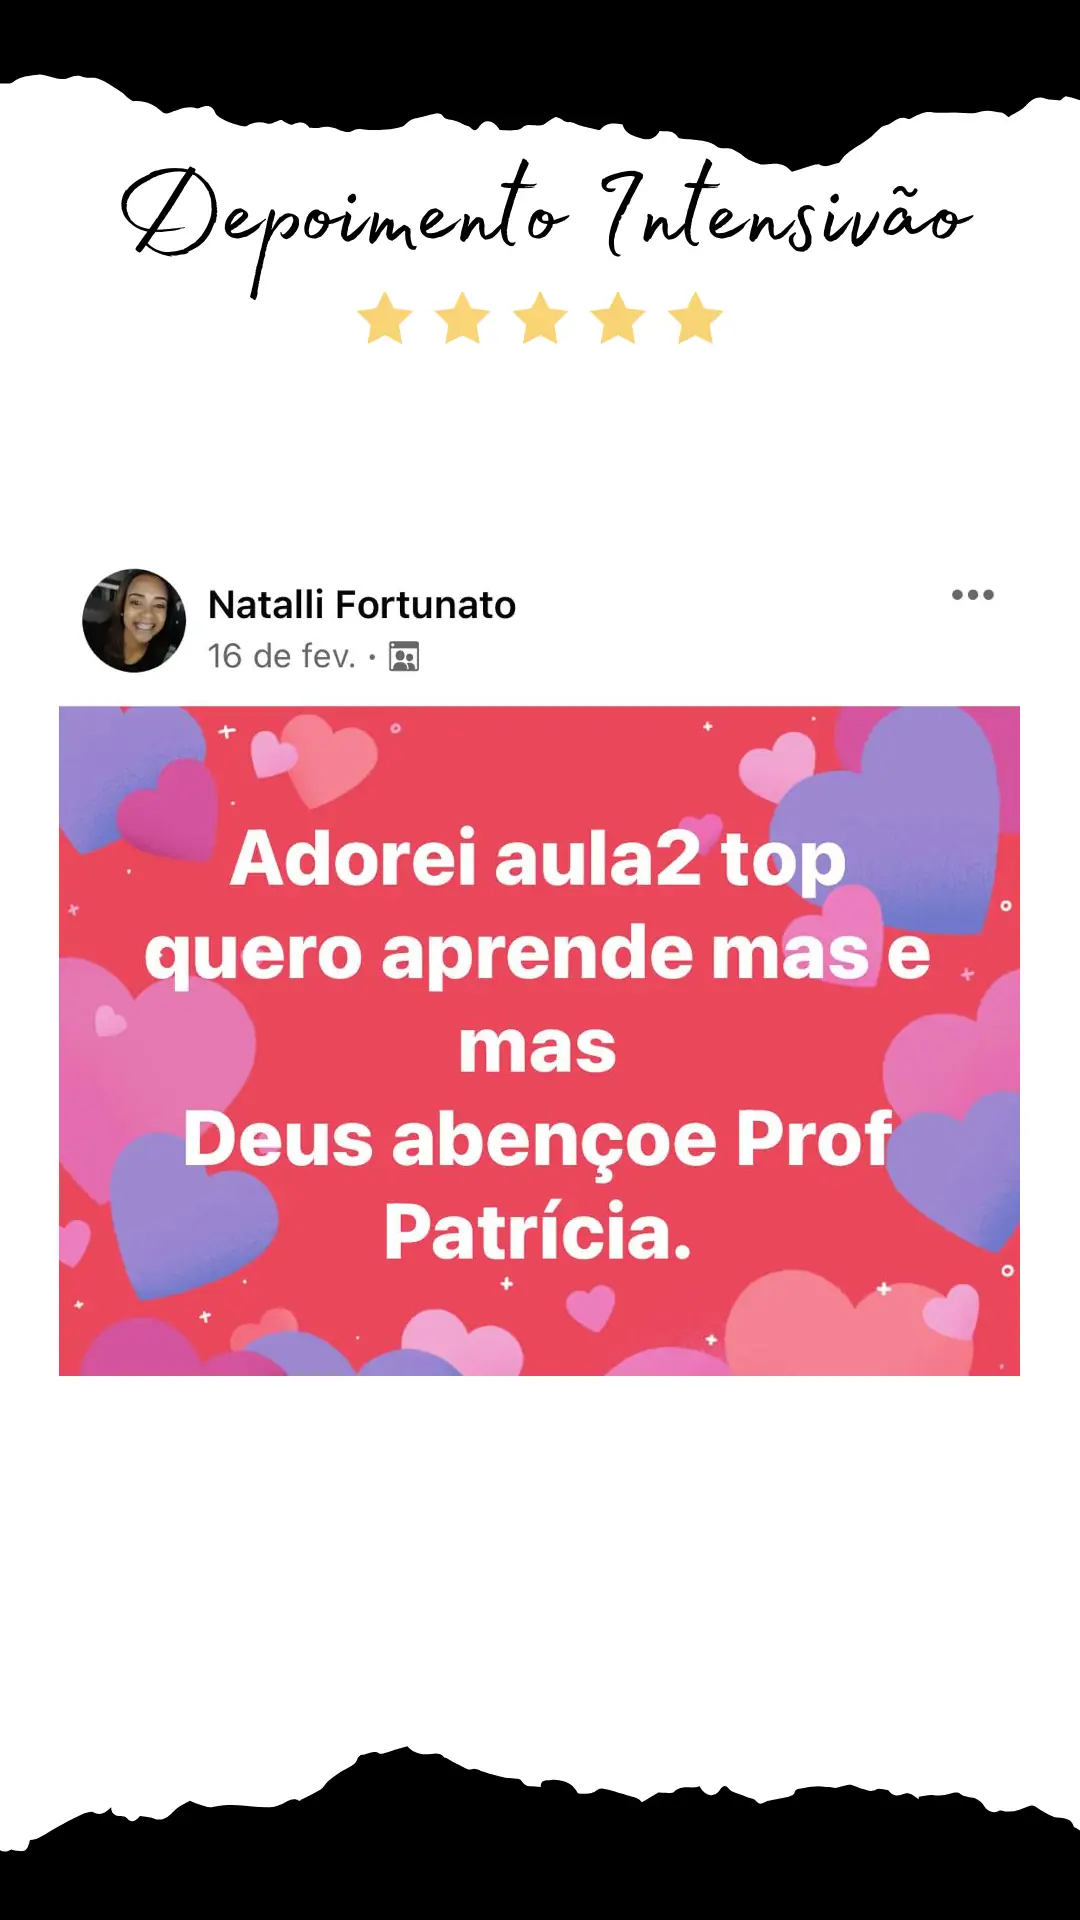 Depoimento Intensivão
Natalli Fortunato
16 de fev. ·
Adorei aula2 top
quero aprende mas e
mas
Deus abençoe Prof
Patrícia.